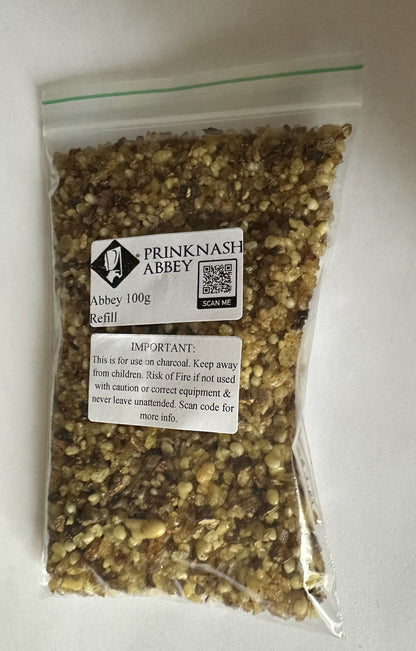 PRINKNASH
ABBEY
Abbey 100g
Refill
SCAN ME
IMPORTANT:
This is for use on charcoal. Keep away
from children. Risk of Fire if not used
with caution or correct equipment &
never leave unattended. Scan code for
more info.